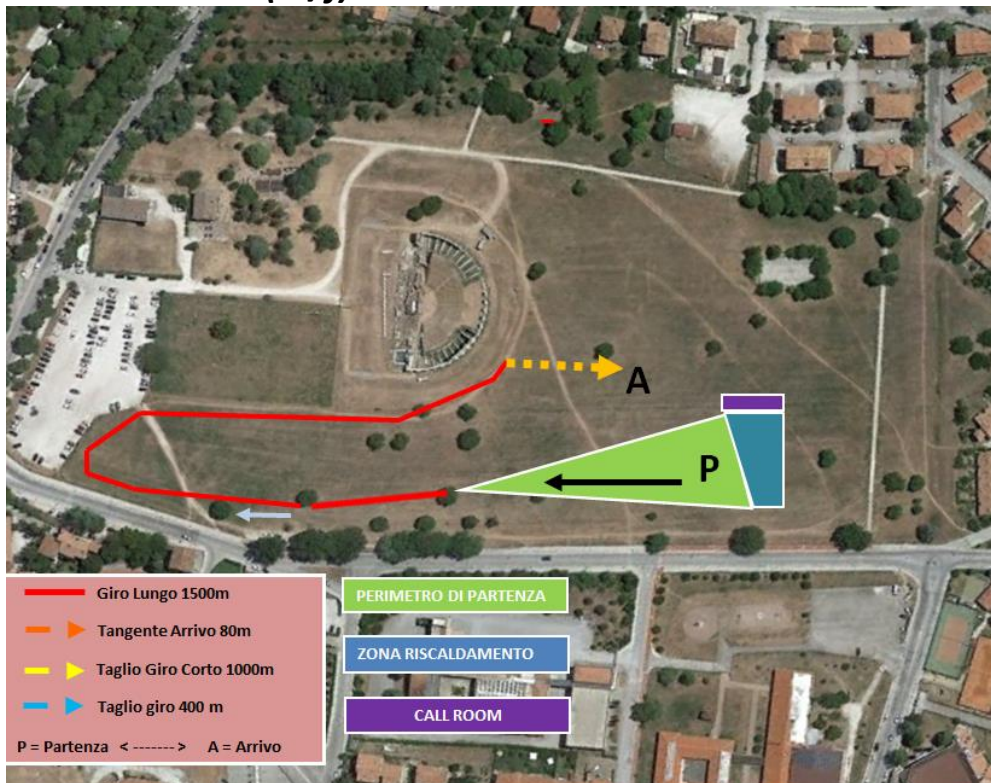 A
P
Giro Lungo 1500m
Tangente Arrivo 80m
Taglio Giro Corto 1000m
Taglio giro 400 m
P = Partenza < ------- > A = Arrivo
PERIMETRO DI PARTENZA
ZONA RISCALDAMENTO
CALL ROOM